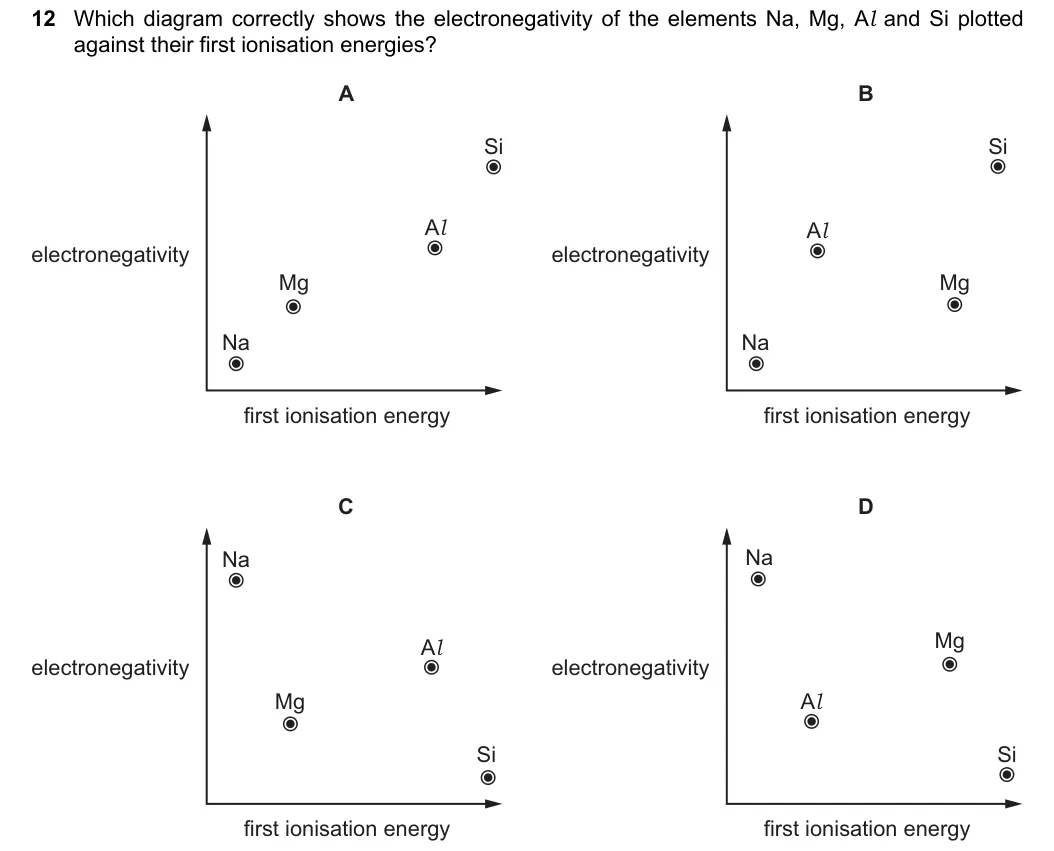 12 Which diagram correctly shows the electronegativity of the elements Na, Mg, Al and Si plotted
against their first ionisation energies?
A
electronegativity
Si
Al
Mg
Na
first ionisation energy
B
electronegativity
Si
Al
Mg
Na
first ionisation energy
C
electronegativity
Na
Al
Mg
Si
first ionisation energy
D
electronegativity
Na
Mg
Al
Si
first ionisation energy